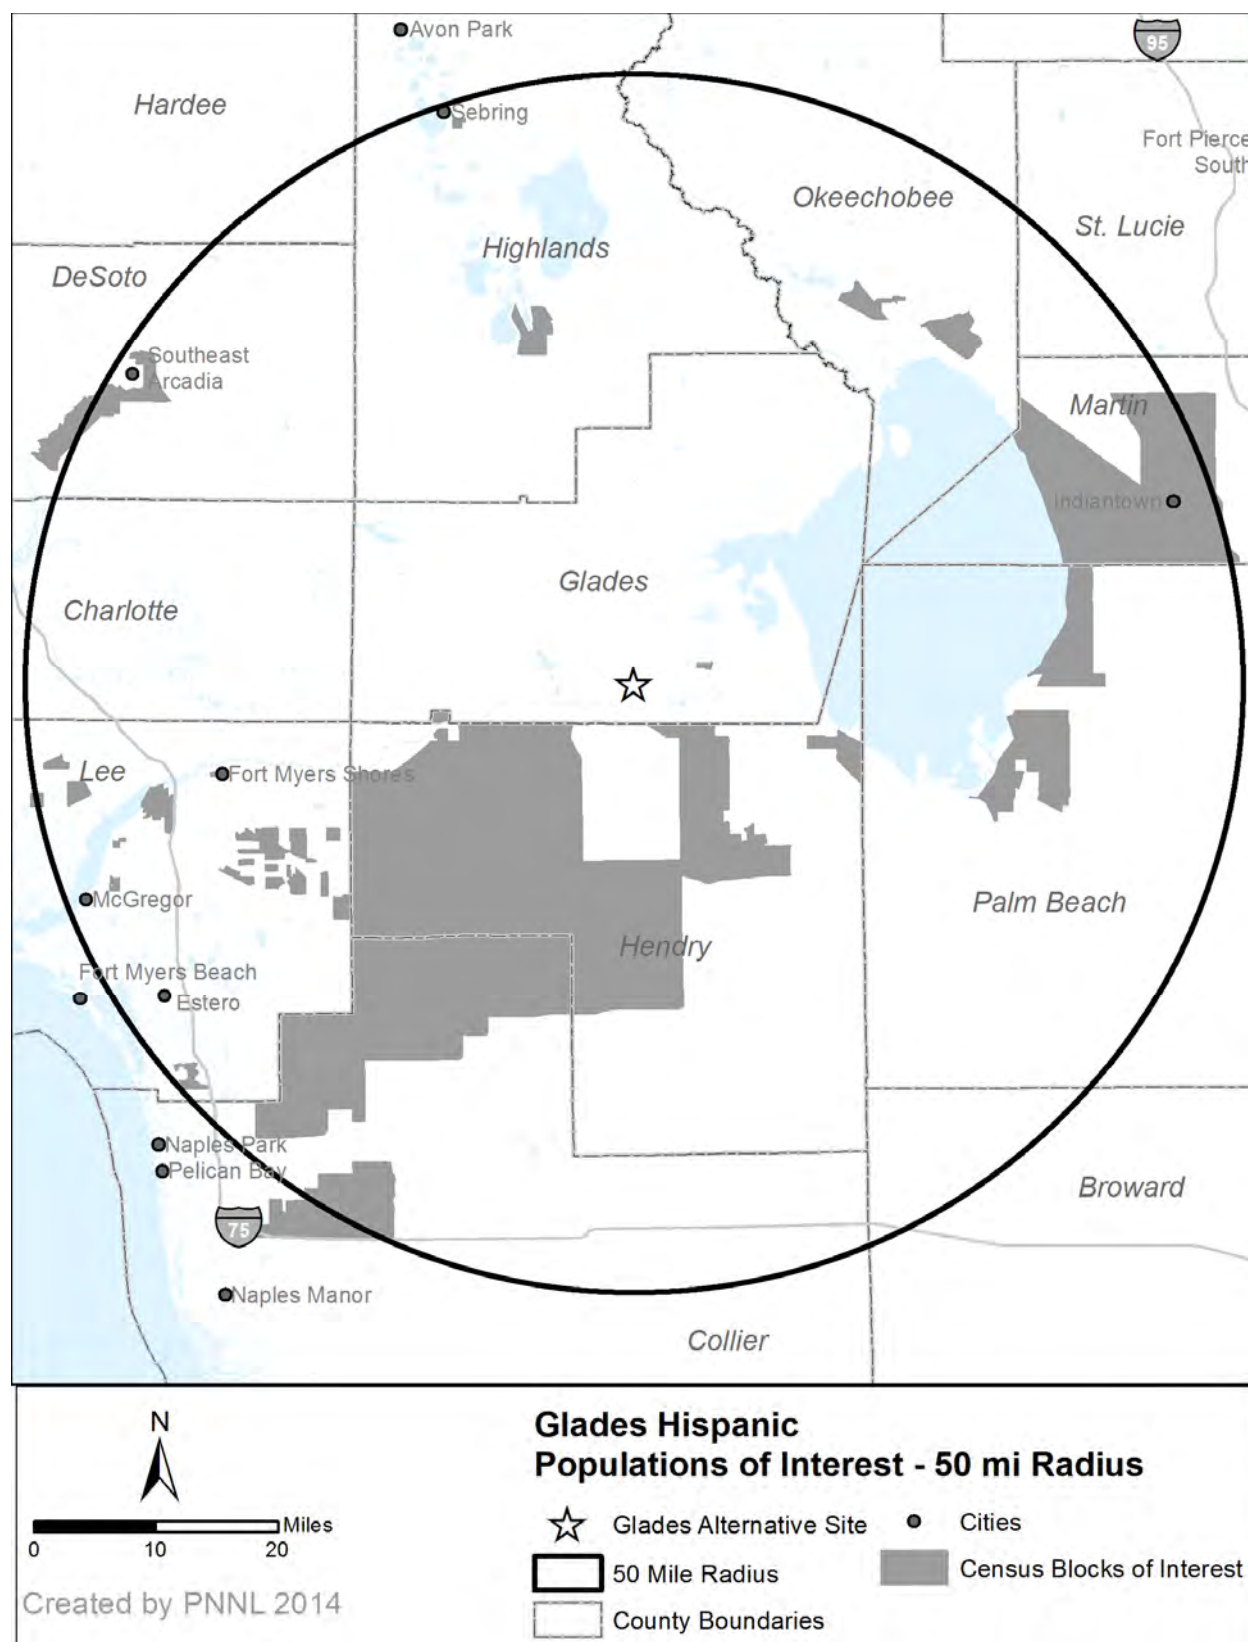 Avon Park
95
Hardee
Sebring
Fort Pierce
South
Okeechobee
St. Lucie
Highlands
DeSoto
Southeast
Arcadia
Martin
Indiantown
Glades
Charlotte
Lee
Fort Myers Shores
McGregor
Palm Beach
Hendry
Fort Myers Beach
Estero
Naples Park
Pelican Bay
Broward
75
Naples Manor
Collier
N
Miles
0 10 20
Created by PNNL 2014
Glades Hispanic
Populations of Interest - 50 mi Radius
Glades Alternative Site
Cities
50 Mile Radius
Census Blocks of Interest
County Boundaries